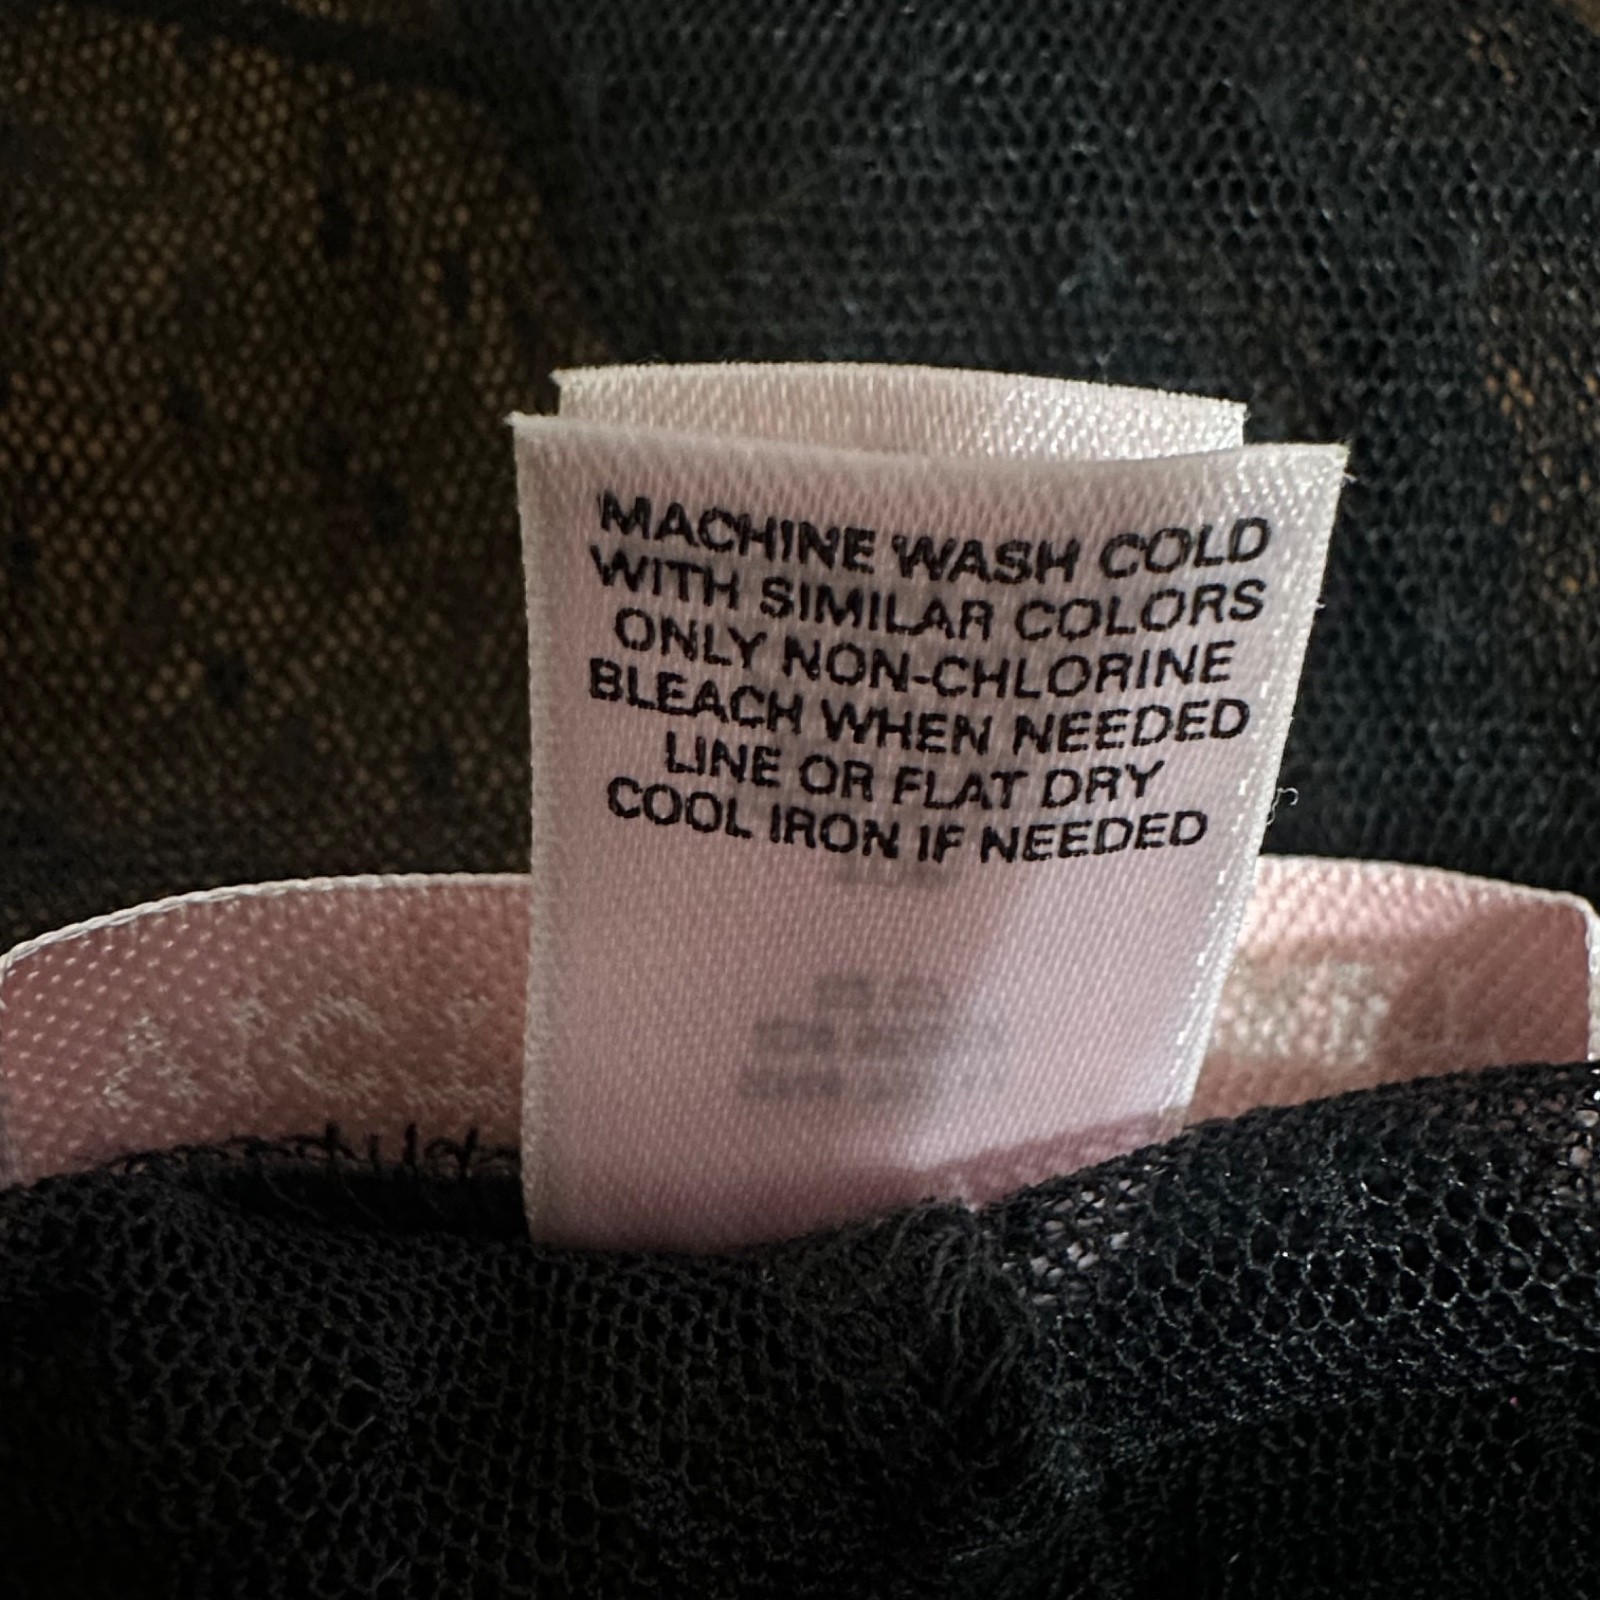 MACHINE WASH COLD
WITH SIMILAR COLORS
ONLY NON-CHLORINE
BLEACH WHEN NEEDED
LINE OR FLAT DRY
COOL IRON IF NEEDED